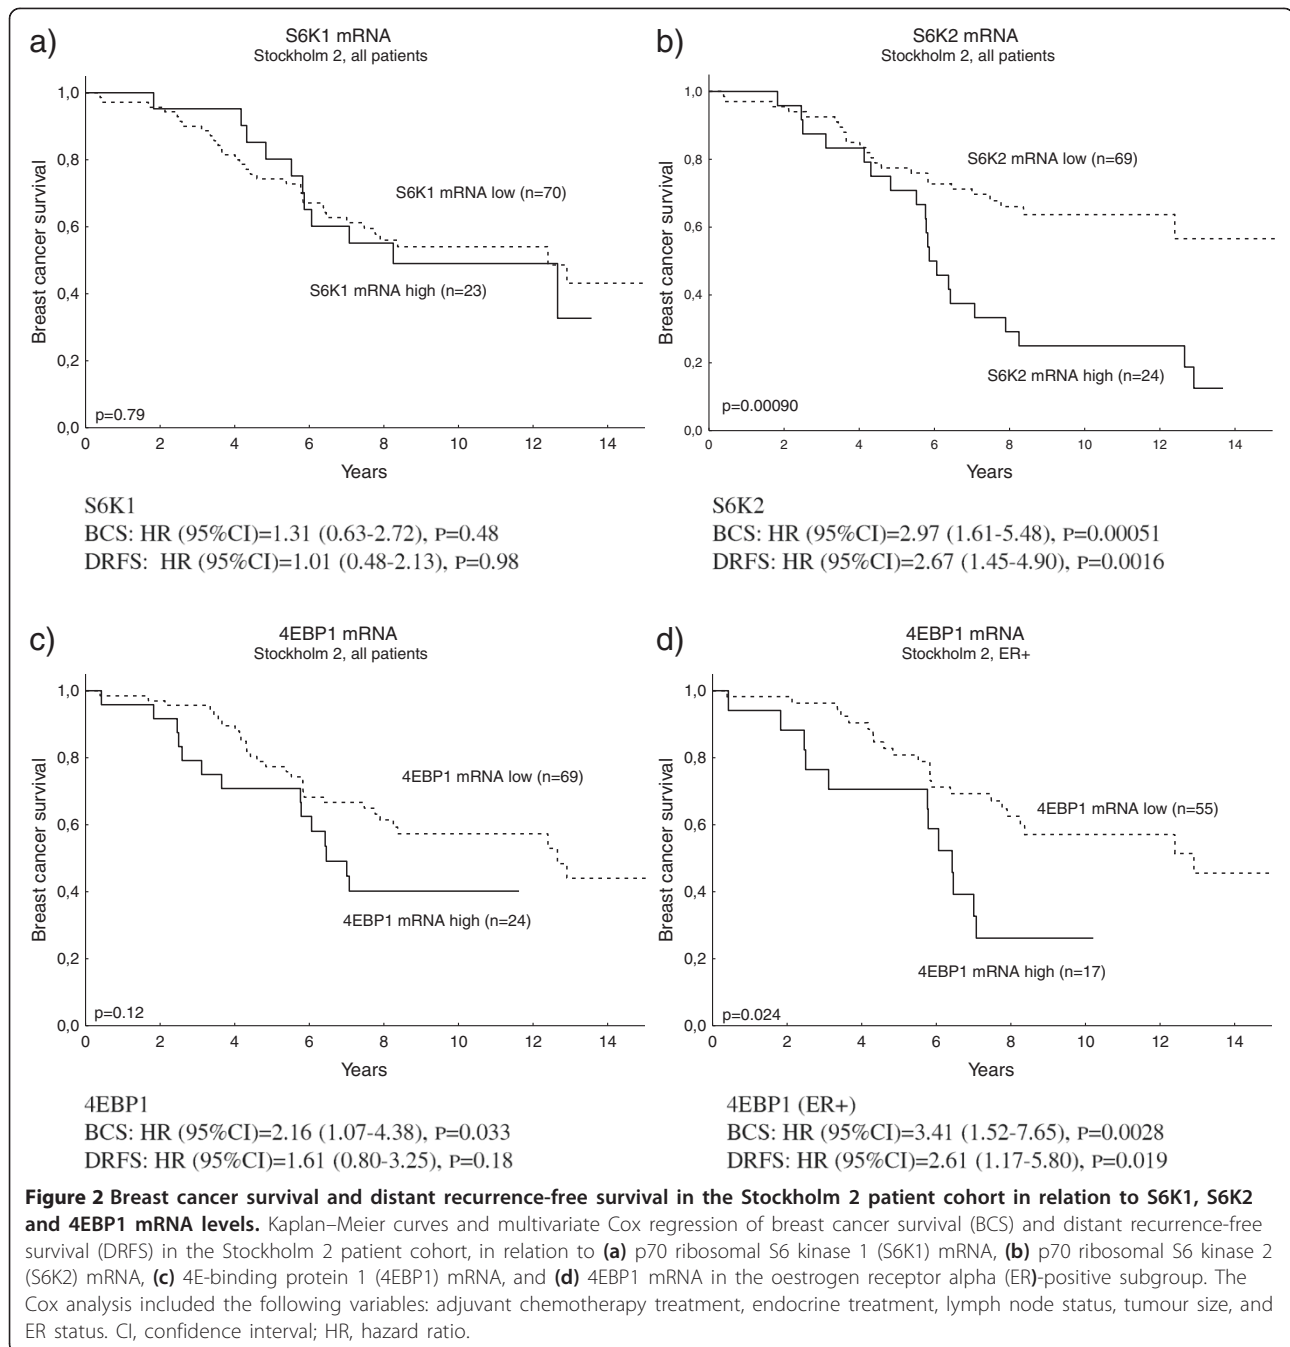 a)
S6K1 mRNA
Stockholm 2, all patients
Breast cancer survival
1,0
0,8
0,6
0,4
0,2
0,0
S6K1 mRNA low (n=70)
S6K1 mRNA high (n=23)
p=0.79
0 2 4 6 8 10 12 14
Years
S6K1
BCS: HR (95%CI)=1.31 (0.63-2.72), P=0.48
DRFS: HR (95%CI)=1.01 (0.48-2.13), P=0.98
b)
S6K2 mRNA
Stockholm 2, all patients
Breast cancer survival
1,0
0,8
0,6
0,4
0,2
0,0
S6K2 mRNA low (n=69)
S6K2 mRNA high (n=24)
p=0.00090
0 2 4 6 8 10 12 14
Years
S6K2
BCS: HR (95%CI)=2.97 (1.61-5.48), P=0.00051
DRFS: HR (95%CI)=2.67 (1.45-4.90), P=0.0016
c)
4EBP1 mRNA
Stockholm 2, all patients
Breast cancer survival
1,0
0,8
0,6
0,4
0,2
0,0
4EBP1 mRNA low (n=69)
4EBP1 mRNA high (n=24)
p=0.12
0 2 4 6 8 10 12 14
Years
4EBP1
BCS: HR (95%CI)=2.16 (1.07-4.38), P=0.033
DRFS: HR (95%CI)=1.61 (0.80-3.25), P=0.18
d)
4EBP1 mRNA
Stockholm 2, ER+
Breast cancer survival
1,0
0,8
0,6
0,4
0,2
0,0
4EBP1 mRNA low (n=55)
4EBP1 mRNA high (n=17)
p=0.024
0 2 4 6 8 10 12 14
Years
4EBP1 (ER+)
BCS: HR (95%CI)=3.41 (1.52-7.65), P=0.0028
DRFS: HR (95%CI)=2.61 (1.17-5.80), P=0.019
Figure 2 Breast cancer survival and distant recurrence-free survival in the Stockholm 2 patient cohort in relation to S6K1, S6K2
and 4EBP1 mRNA levels. Kaplan–Meier curves and multivariate Cox regression of breast cancer survival (BCS) and distant recurrence-free
survival (DRFS) in the Stockholm 2 patient cohort, in relation to (a) p70 ribosomal S6 kinase 1 (S6K1) mRNA, (b) p70 ribosomal S6 kinase 2
(S6K2) mRNA, (c) 4E-binding protein 1 (4EBP1) mRNA, and (d) 4EBP1 mRNA in the oestrogen receptor alpha (ER)-positive subgroup. The
Cox analysis included the following variables: adjuvant chemotherapy treatment, endocrine treatment, lymph node status, tumour size, and
ER status. CI, confidence interval; HR, hazard ratio.